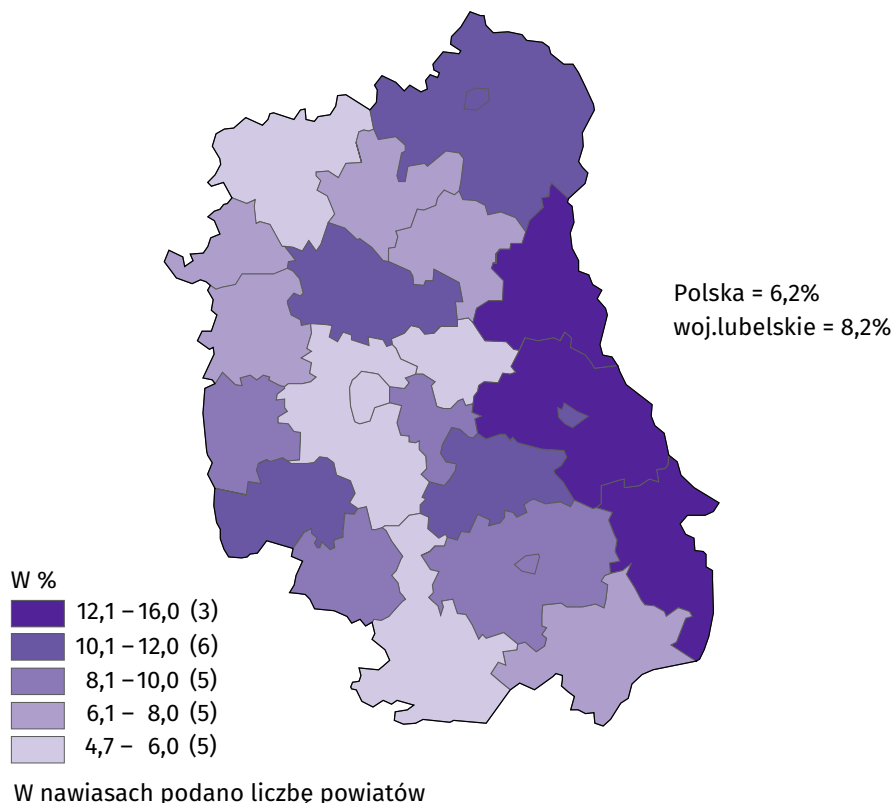 Polska = 6,2%
woj.lubelskie = 8,2%
W %
12,1 – 16,0 (3)
10,1 – 12,0 (6)
8,1 – 10,0 (5)
6,1 – 8,0 (5)
4,7 – 6,0 (5)
W nawiasach podano liczbę powiatów